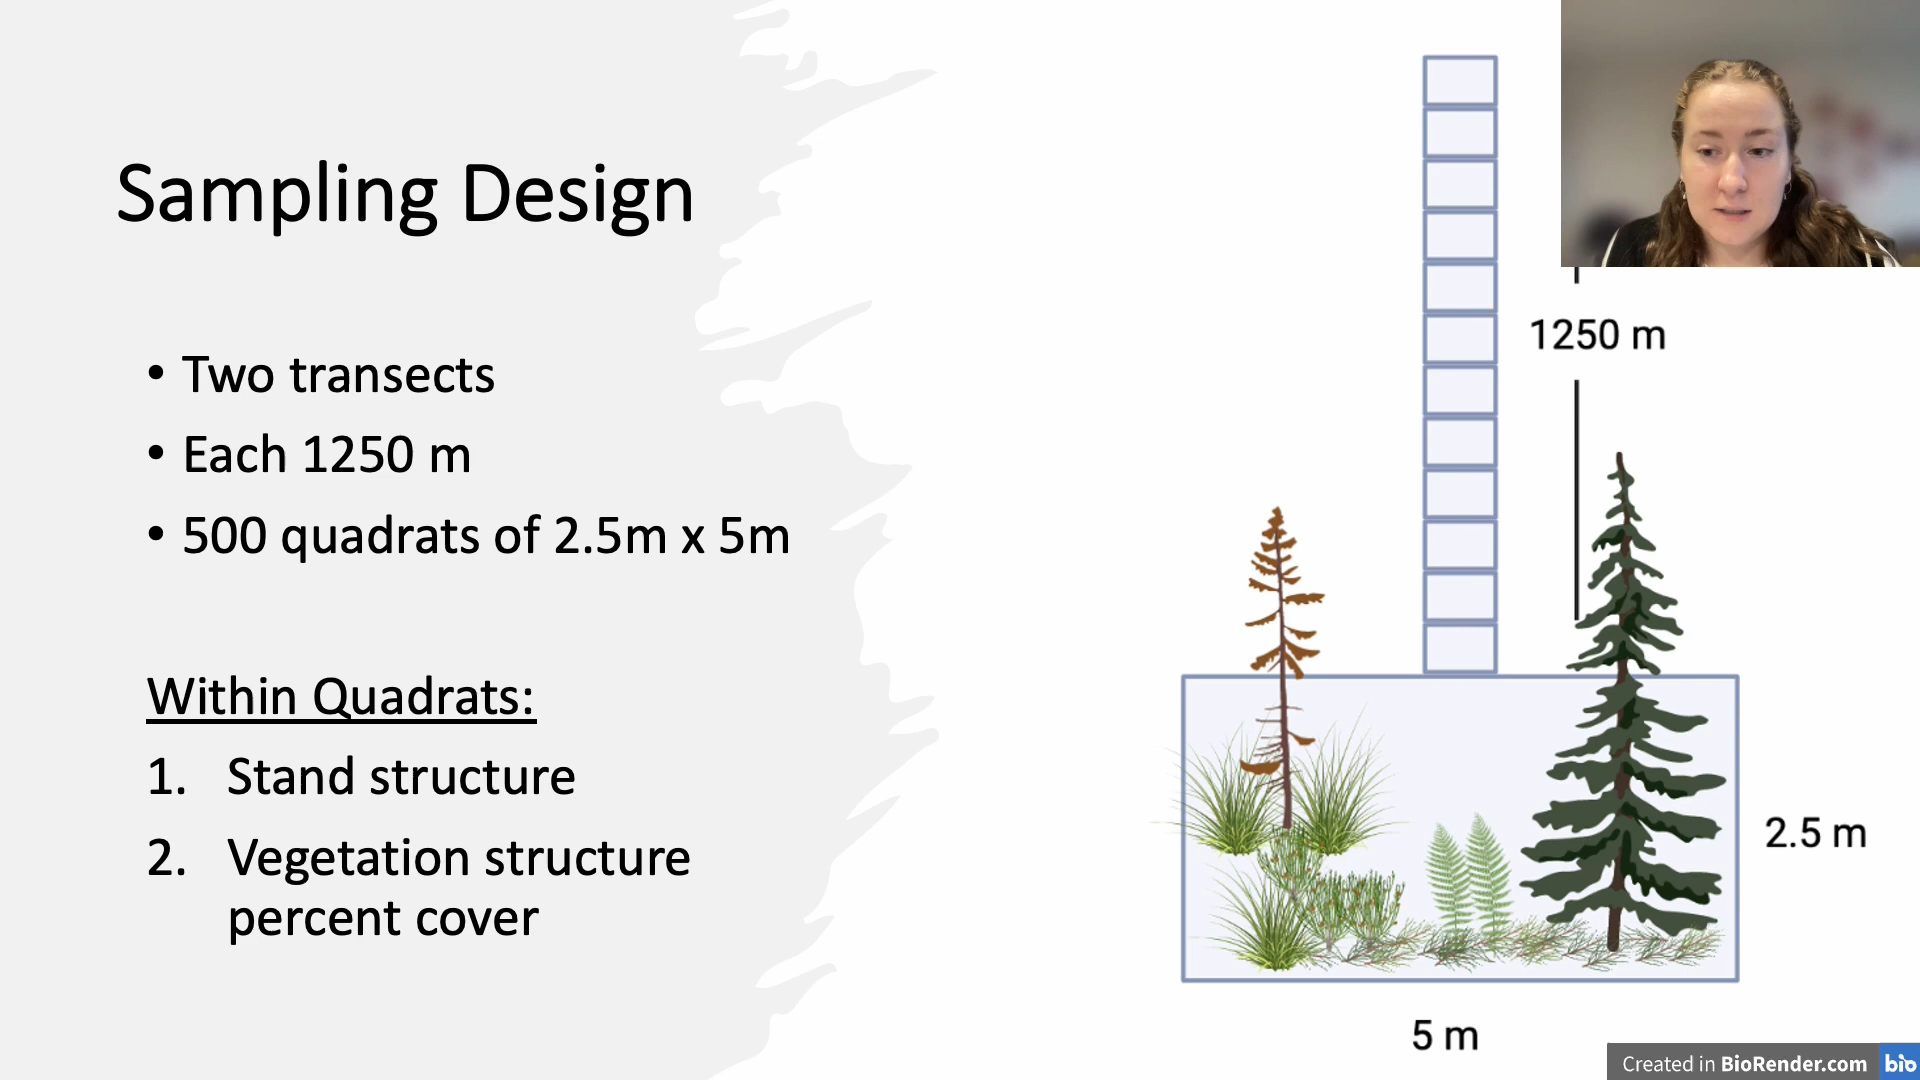 Sampling Design
• Two transects
• Each 1250 m
• 500 quadrats of 2.5m x 5m
Within Quadrats:
1. Stand structure
2. Vegetation structure
percent cover
1250 m
2.5 m
5 m
Created in BioRender.com bio